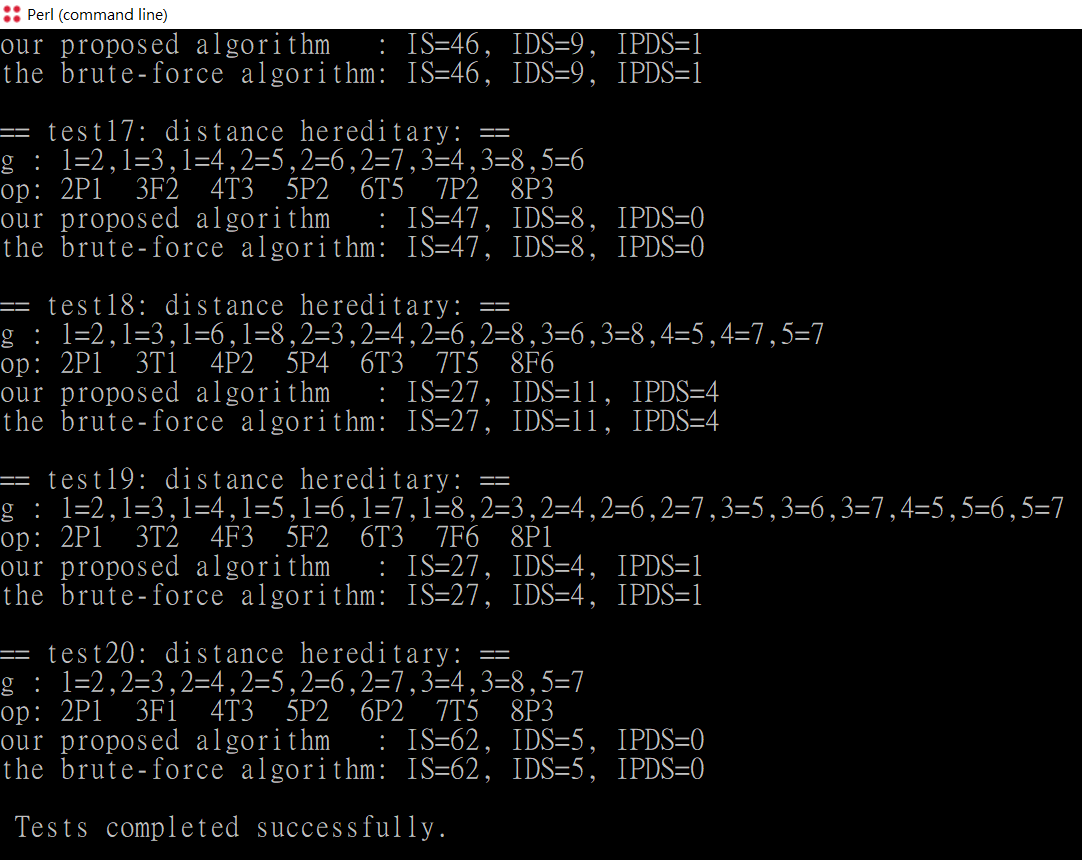 Perl (command line)
our proposed algorithm   : IS=46, IDS=9, IPDS=1
the brute-force algorithm: IS=46, IDS=9, IPDS=1
== test17: distance hereditary: ==
g : 1=2,1=3,1=4,2=5,2=6,2=7,3=4,3=8,5=6
op: 2P1  3F2  4T3  5P2  6T5  7P2  8P3
our proposed algorithm   : IS=47, IDS=8, IPDS=0
the brute-force algorithm: IS=47, IDS=8, IPDS=0
== test18: distance hereditary: ==
g : 1=2,1=3,1=6,1=8,2=3,2=4,2=6,2=8,3=6,3=8,4=5,4=7,5=7
op: 2P1  3T1  4P2  5P4  6T3  7T5  8F6
our proposed algorithm   : IS=27, IDS=11, IPDS=4
the brute-force algorithm: IS=27, IDS=11, IPDS=4
== test19: distance hereditary: ==
g : 1=2,1=3,1=4,1=5,1=6,1=7,1=8,2=3,2=4,2=6,2=7,3=5,3=6,3=7,4=5,5=6,5=7
op: 2P1  3T2  4F3  5F2  6T3  7F6  8P1
our proposed algorithm   : IS=27, IDS=4, IPDS=1
the brute-force algorithm: IS=27, IDS=4, IPDS=1
== test20: distance hereditary: ==
g : 1=2,2=3,2=4,2=5,2=6,2=7,3=4,3=8,5=7
op: 2P1  3F1  4T3  5P2  6P2  7T5  8P3
our proposed algorithm   : IS=62, IDS=5, IPDS=0
the brute-force algorithm: IS=62, IDS=5, IPDS=0
Tests completed successfully.